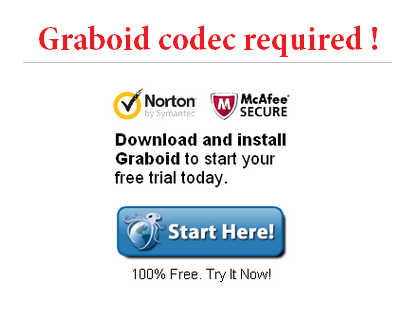 Graboid codec required !
Norton by Symantec McAfee SECURE
Download and install
Graboid to start your
free trial today.
Start Here!
100% Free. Try It Now!